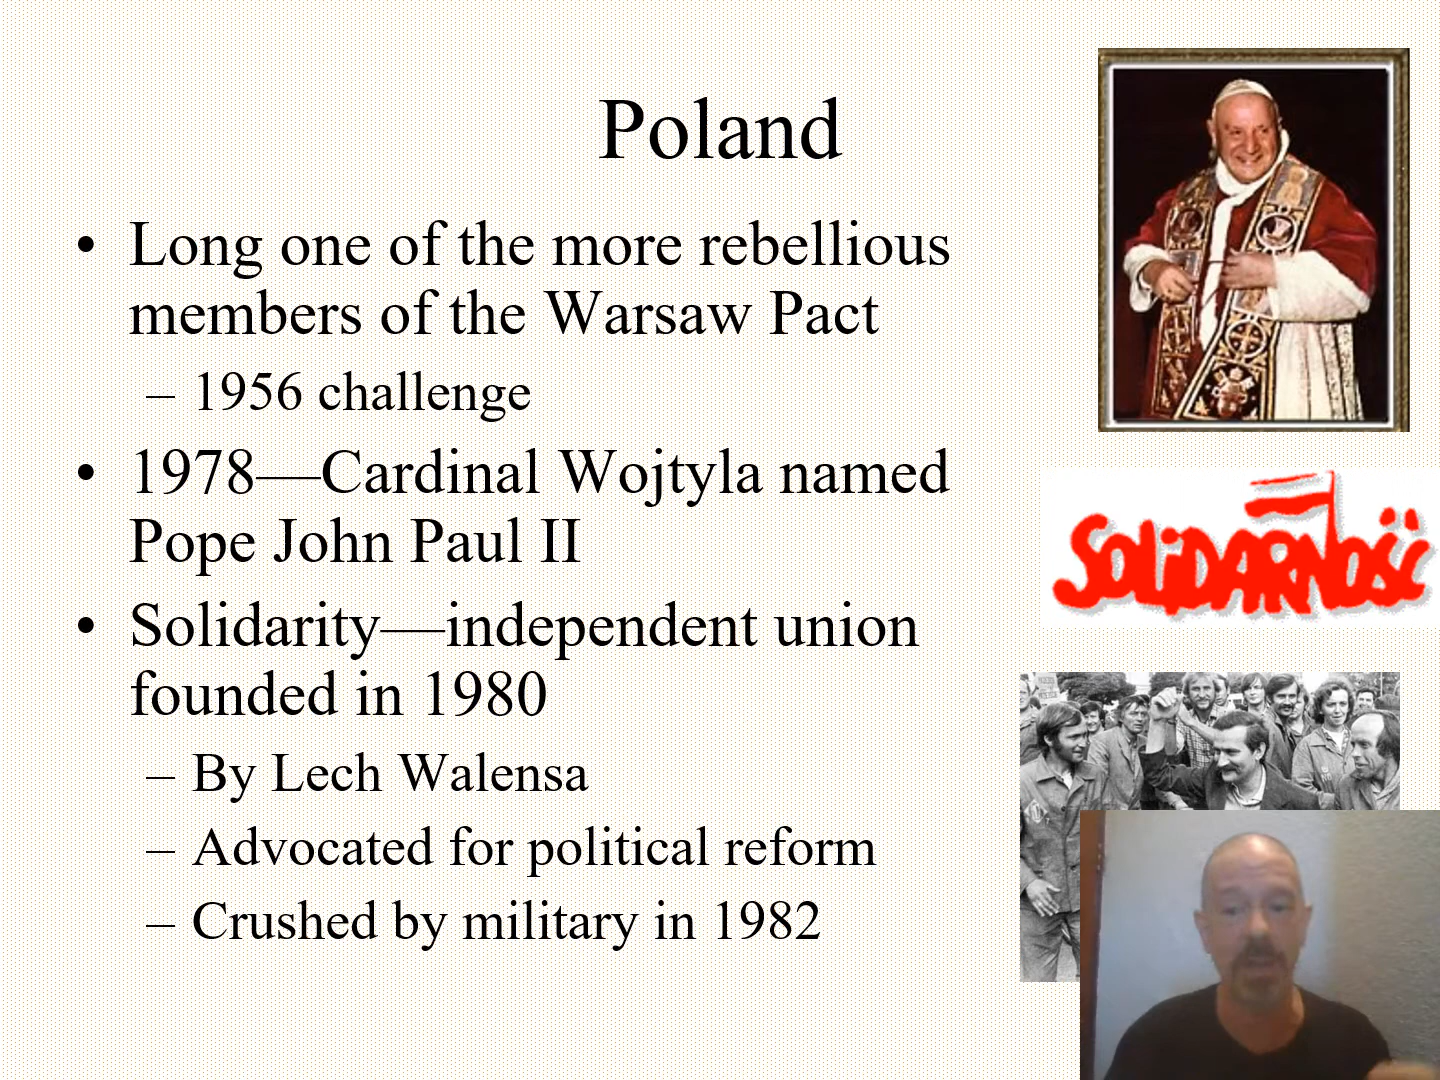 Poland
• Long one of the more rebellious
members of the Warsaw Pact
– 1956 challenge
• 1978—Cardinal Wojtyla named
Pope John Paul II
• Solidarity—independent union
founded in 1980
– By Lech Walensa
– Advocated for political reform
– Crushed by military in 1982
SOLIDARNOŚĆ